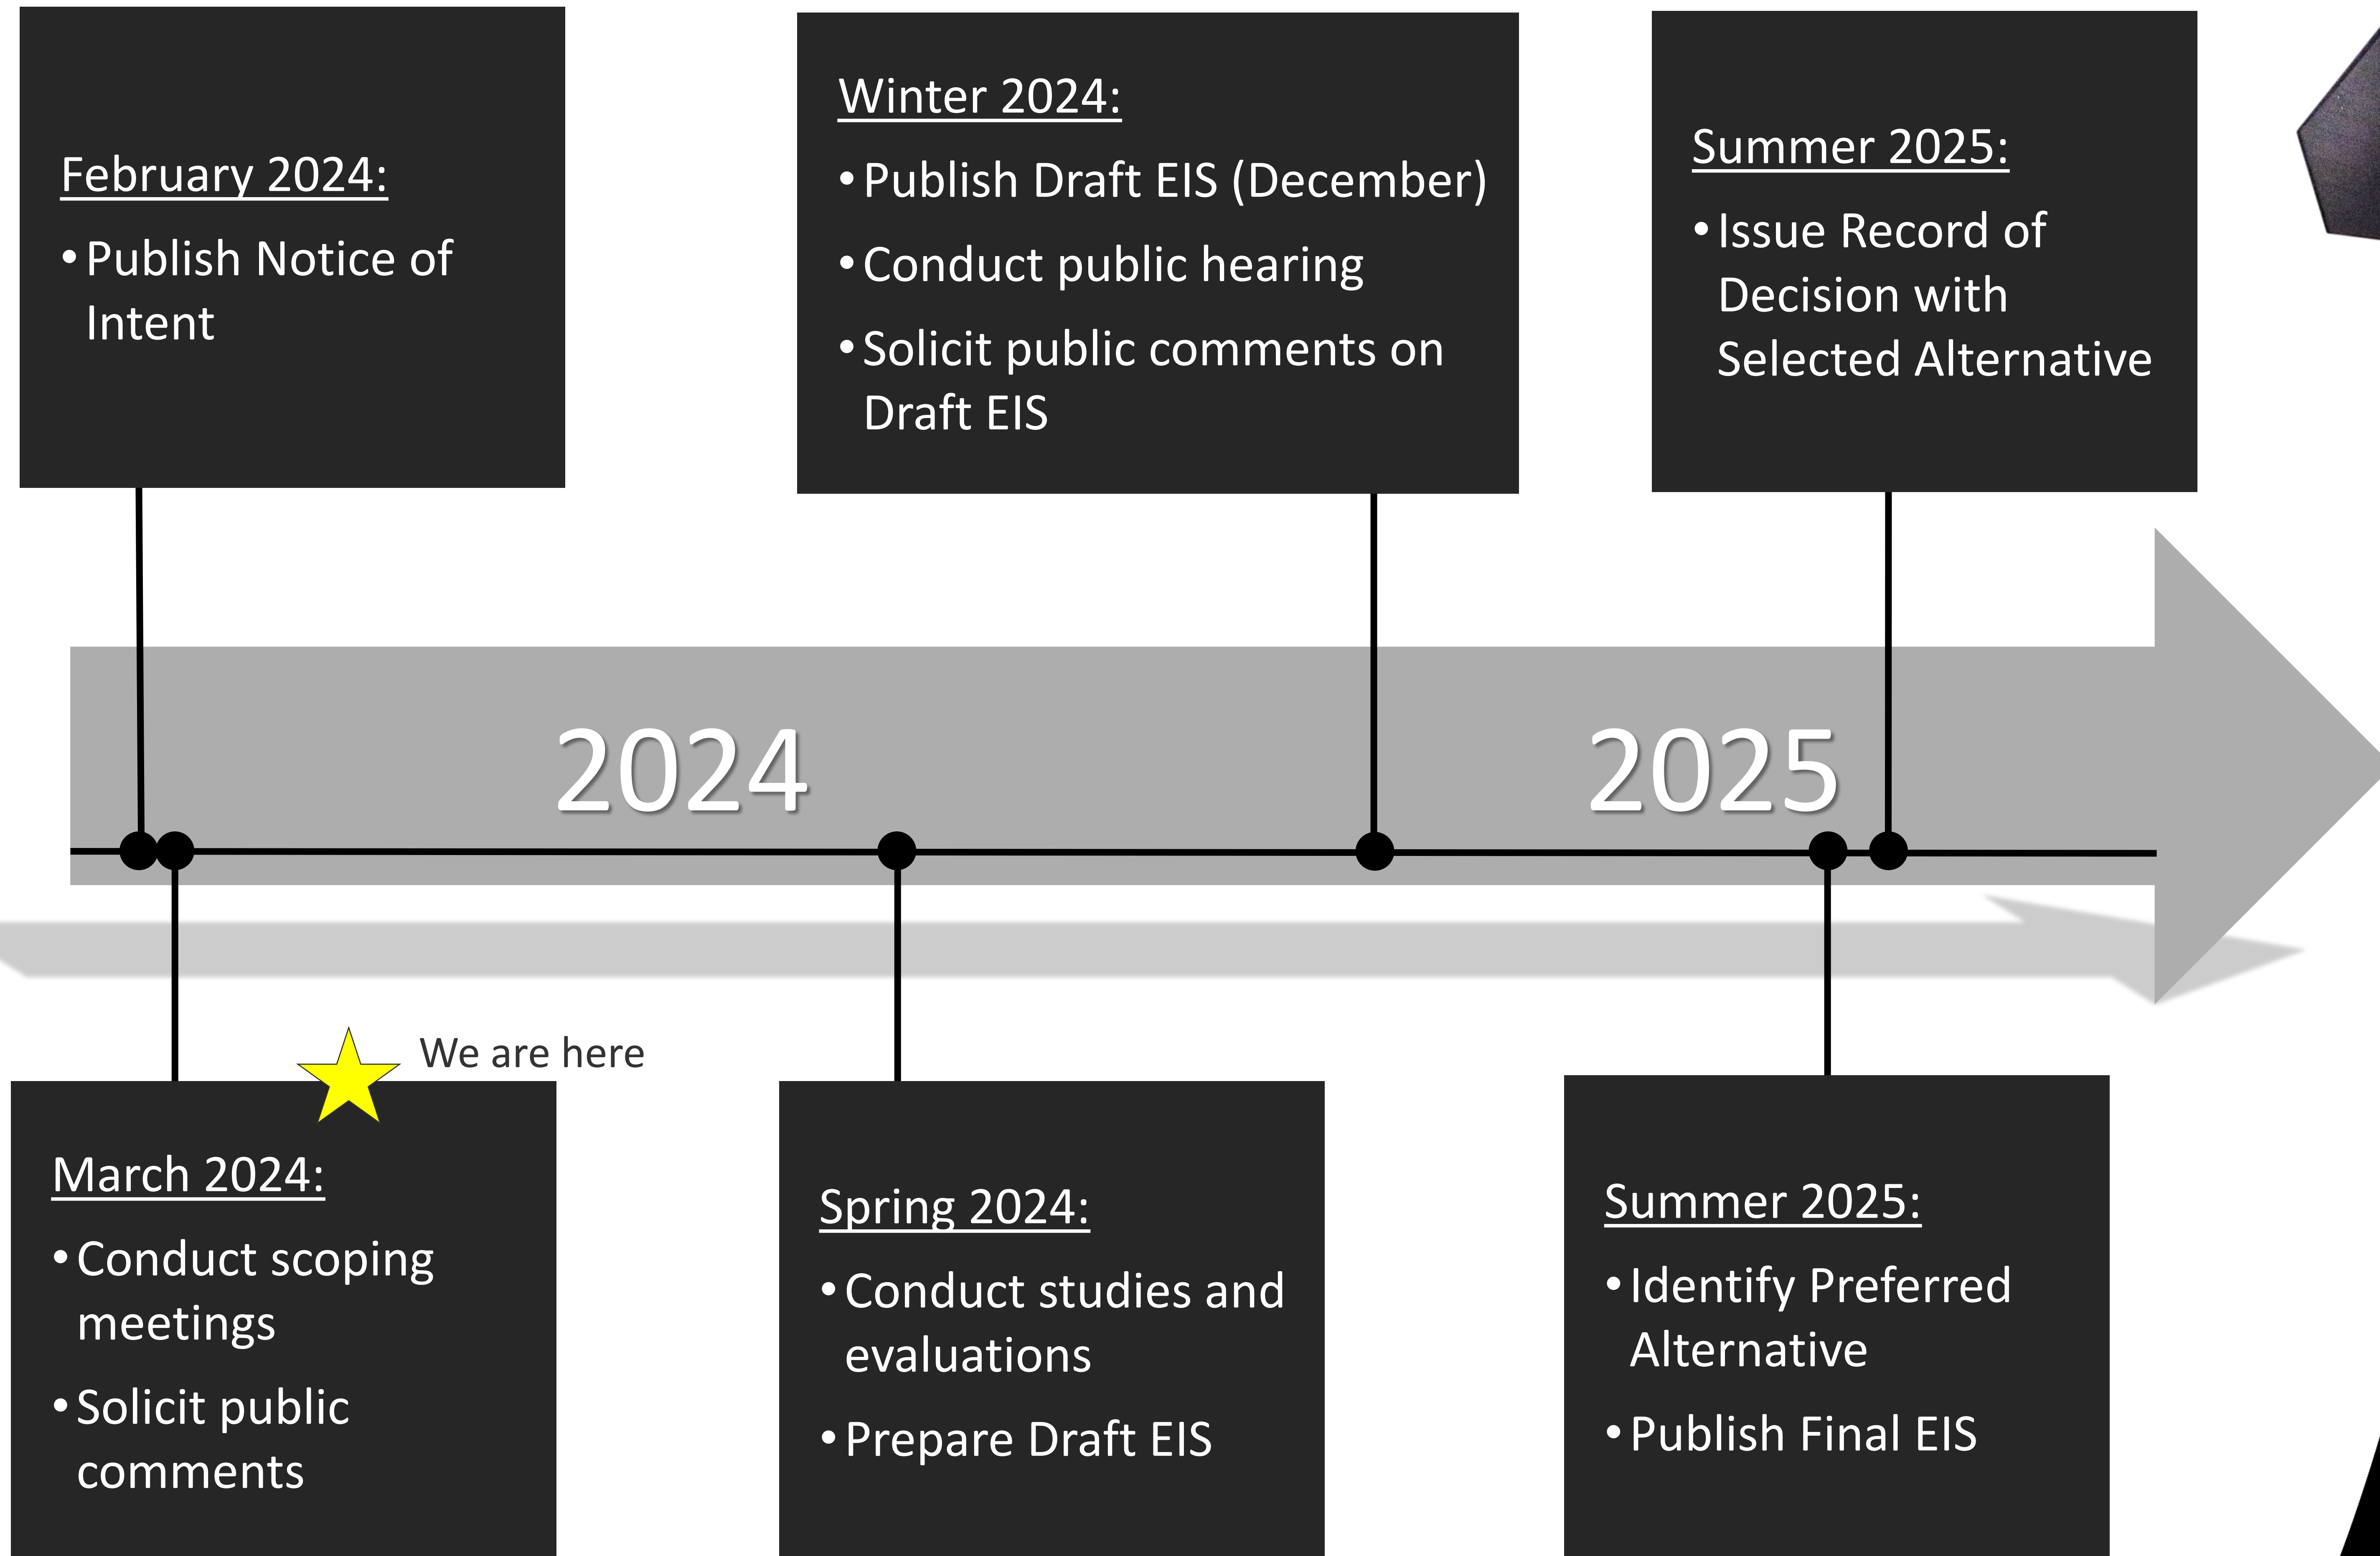 February 2024:
• Publish Notice of
Intent
Winter 2024:
• Publish Draft EIS (December)
• Conduct public hearing
• Solicit public comments on
Draft EIS
Summer 2025:
• Issue Record of
Decision with
Selected Alternative
2024
2025
We are here
March 2024:
• Conduct scoping
meetings
• Solicit public
comments
Spring 2024:
• Conduct studies and
evaluations
• Prepare Draft EIS
Summer 2025:
• Identify Preferred
Alternative
• Publish Final EIS